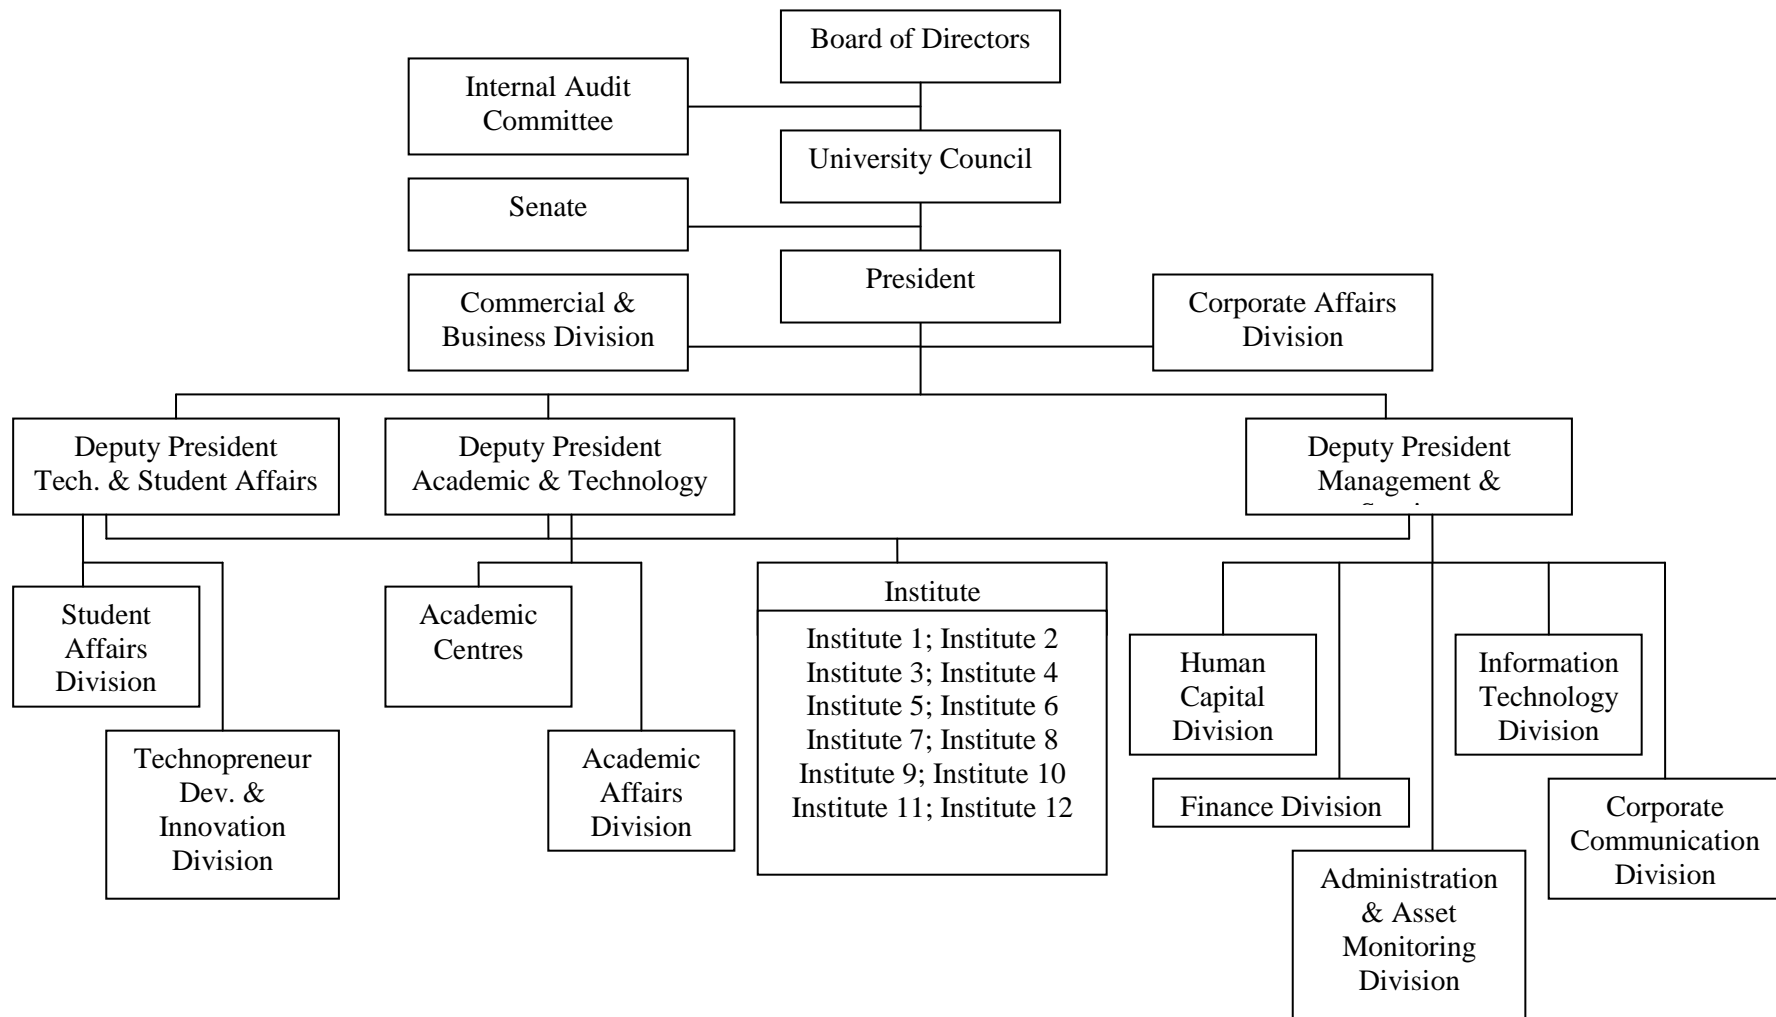 Board of Directors
Internal Audit
Committee
University Council
Senate
President
Commercial &
Business Division
Corporate Affairs
Division
Deputy President
Tech. & Student Affairs
Deputy President
Academic & Technology
Deputy President
Management &
Student
Affairs
Division
Technopreneur
Dev. &
Innovation
Division
Academic
Centres
Academic
Affairs
Division
Institute
Institute 1; Institute 2
Institute 3; Institute 4
Institute 5; Institute 6
Institute 7; Institute 8
Institute 9; Institute 10
Institute 11; Institute 12
Human
Capital
Division
Finance Division
Administration
& Asset
Monitoring
Division
Information
Technology
Division
Corporate
Communication
Division